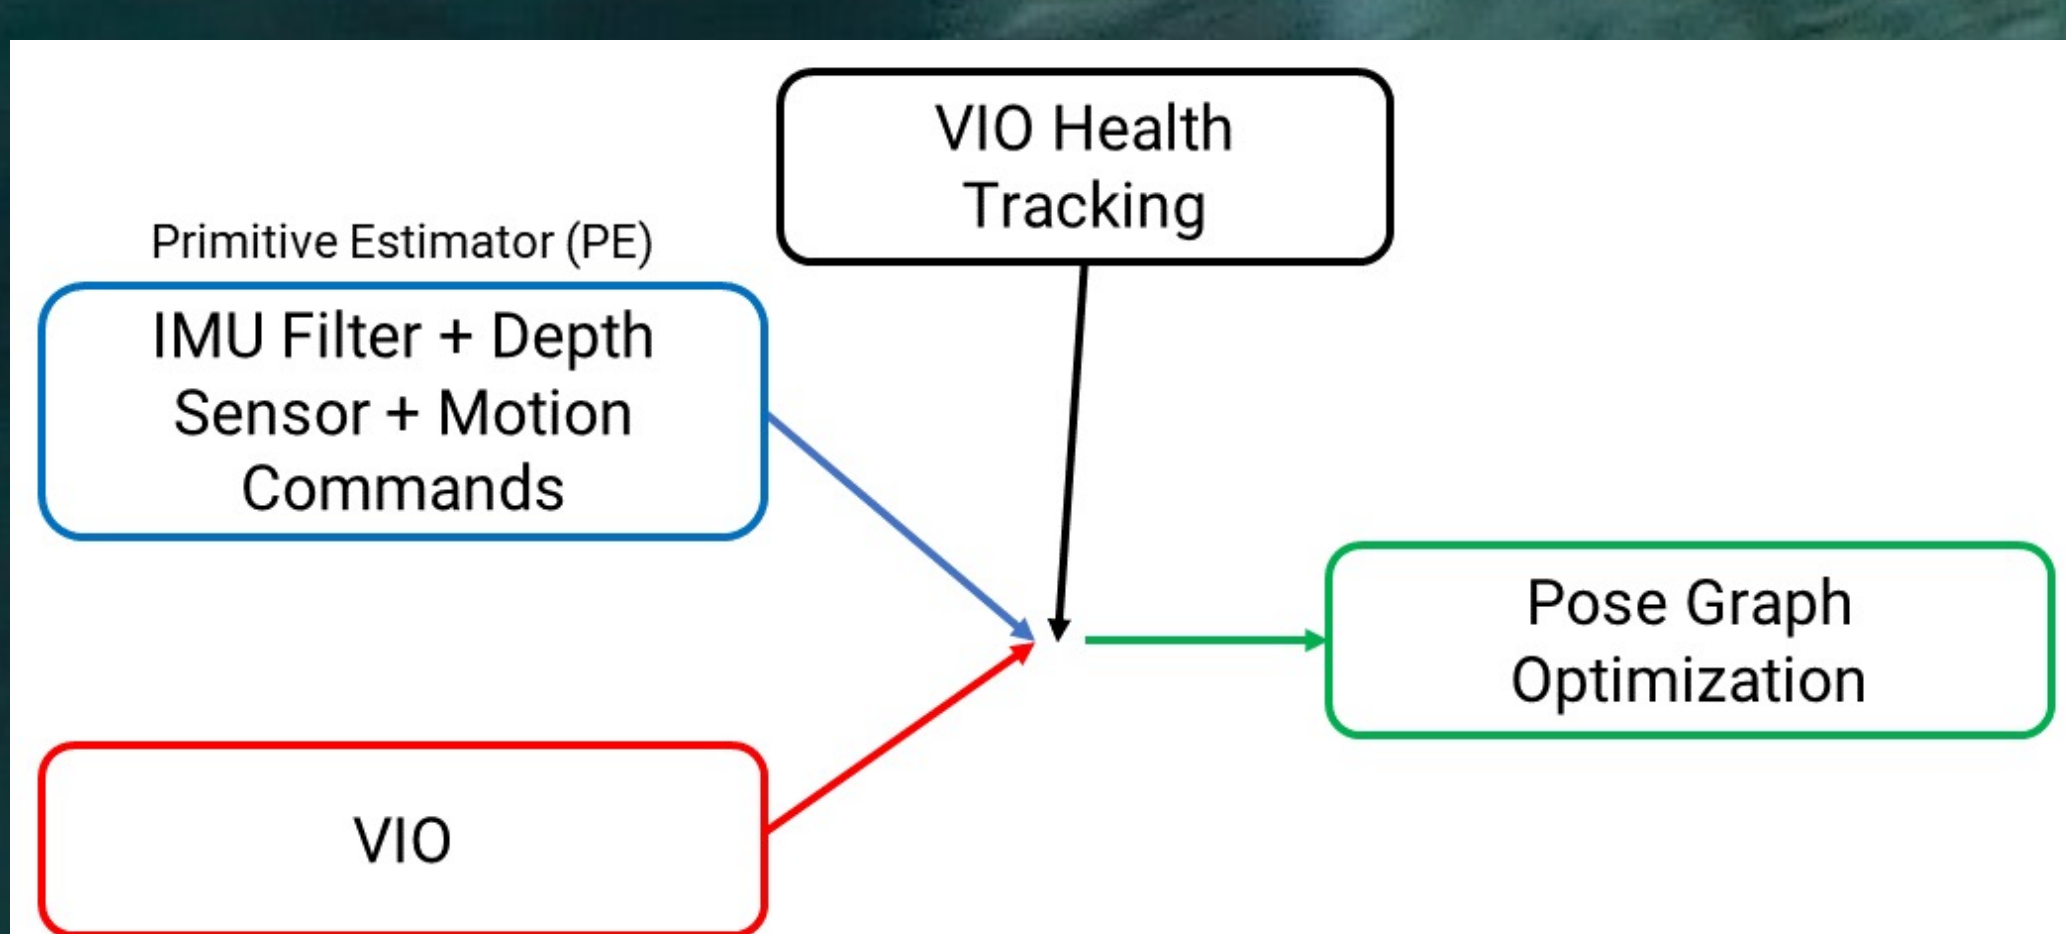 VIO Health
Tracking
Primitive Estimator (PE)
IMU Filter + Depth
Sensor + Motion
Commands
Pose Graph
Optimization
VIO